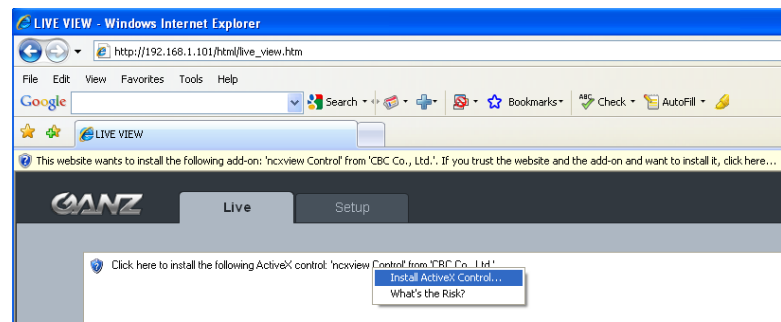 LIVE VIEW - Windows Internet Explorer
http://192.168.1.101/html/live_view.htm
File Edit View Favorites Tools Help
Google Search Bookmarks ABC Check AutoFill
LIVE VIEW
This website wants to install the following add-on: 'ncxview Control' from 'CBC Co., Ltd.'. If you trust the website and the add-on and want to install it, click here...
GANZ Live Setup
Click here to install the following ActiveX control: 'ncxview Control' from 'CBC Co., Ltd.'
Install ActiveX Control...
What's the Risk?